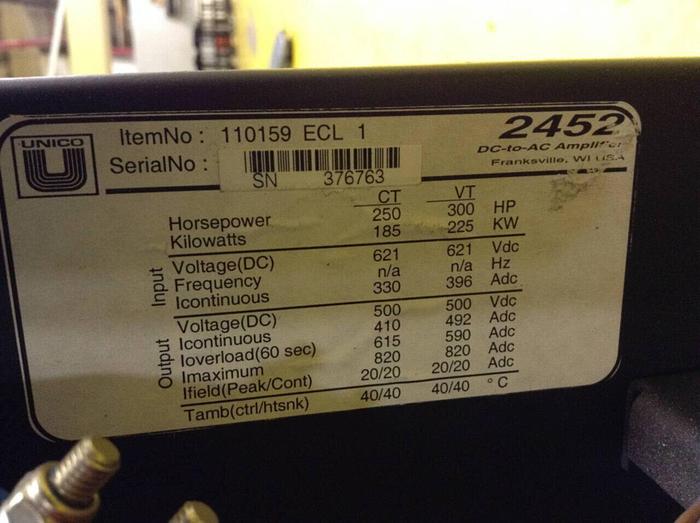 UNICO
ItemNo : 110159 ECL 1
SerialNo :
SN 376763
2452
DC-to-AC Amplifier
Franksville, WI USA
CT VT
Horsepower 250 300 HP
Kilowatts 185 225 KW
Input
Voltage(DC) 621 621 Vdc
Frequency n/a n/a Hz
Icontinuous 330 396 Adc
Output
Voltage(DC) 500 500 Vdc
Icontinuous 410 492 Adc
Ioverload(60 sec) 615 590 Adc
Imaximum 820 820 Adc
Ifield(Peak/Cont) 20/20 20/20 Adc
Tamb(ctrl/htsnk) 40/40 40/40 °C